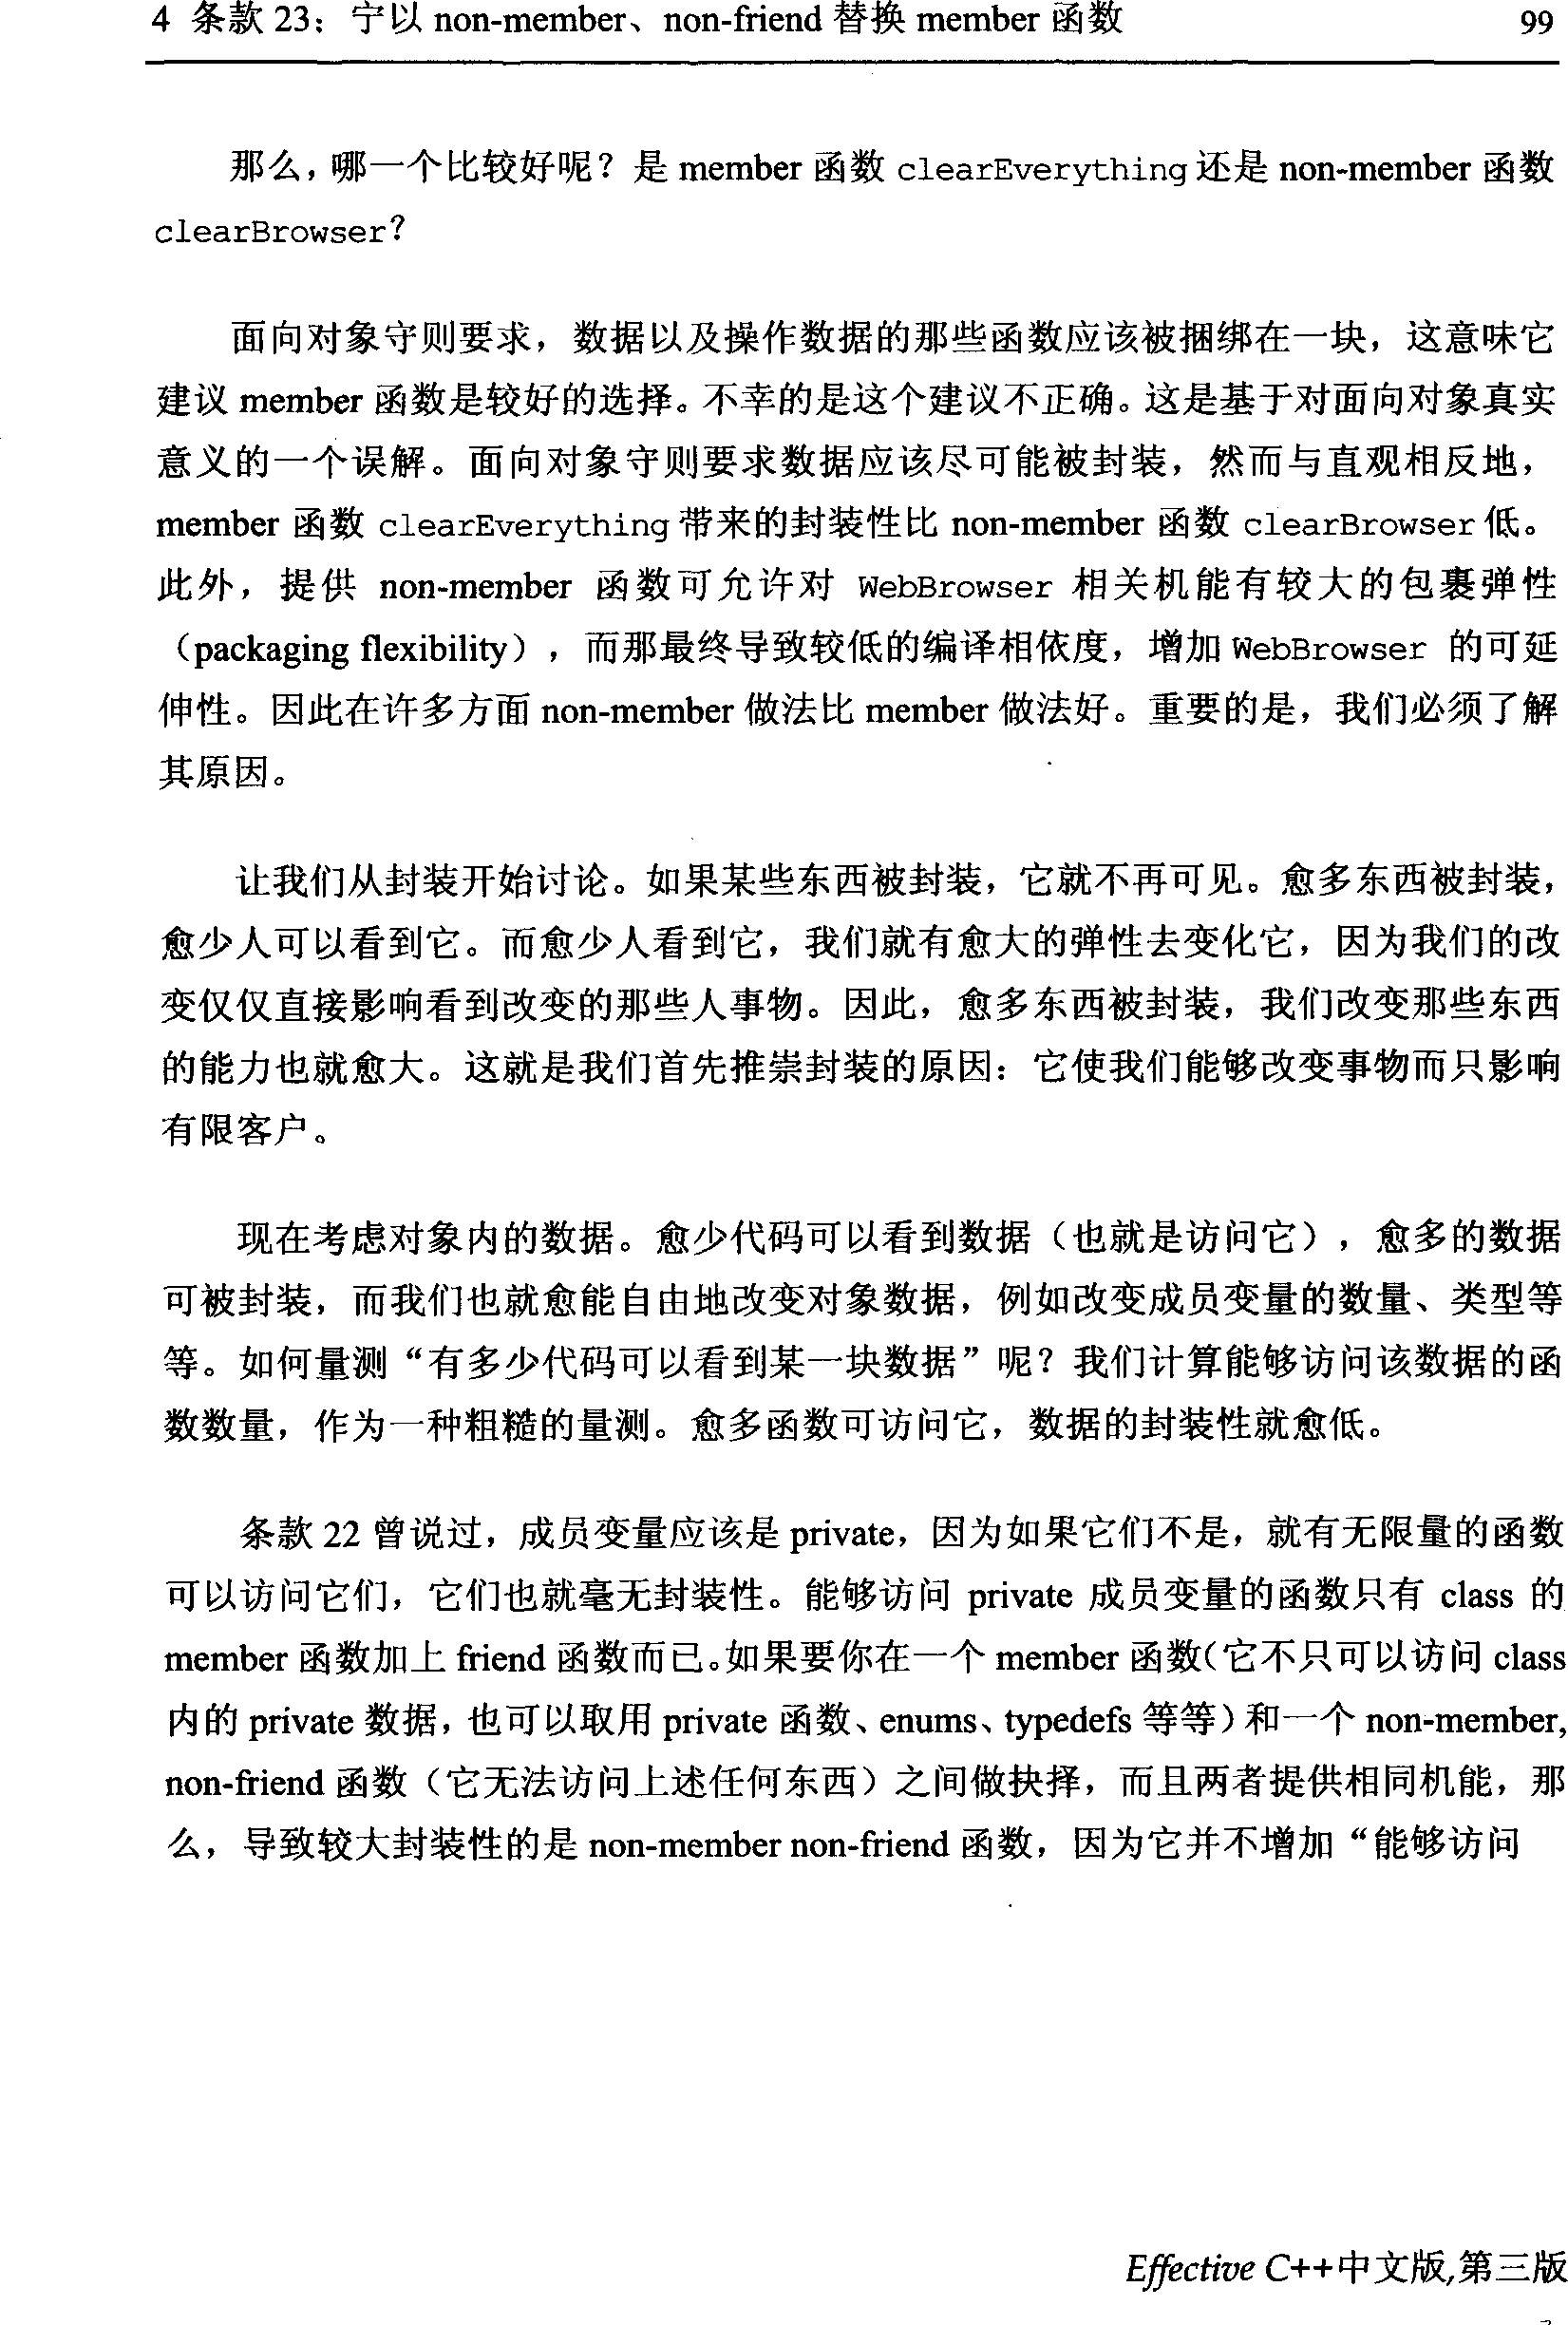 4 条款 23：宁以 non-member、non-friend 替换 member 函数 99
那么，哪一个比较好呢？是 member 函数 clearEverything 还是 non-member 函数
clearBrowser？
面向对象守则要求，数据以及操作数据的那些函数应该被捆绑在一块，这意味它
建议 member 函数是较好的选择。不幸的是这个建议不正确。这是基于对面向对象真实
意义的一个误解。面向对象守则要求数据应该尽可能被封装，然而与直观相反地，
member 函数 clearEverything 带来的封装性比 non-member 函数 clearBrowser 低。
此外，提供 non-member 函数可允许对 WebBrowser 相关机能有较大的包裹弹性
（packaging flexibility），而那最终导致较低的编译相依度，增加 WebBrowser 的可延
伸性。因此在许多方面 non-member 做法比 member 做法好。重要的是，我们必须了解
其原因。
让我们从封装开始讨论。如果某些东西被封装，它就不再可见。愈多东西被封装，
愈少人可以看到它。而愈少人看到它，我们就有愈大的弹性去变化它，因为我们的改
变仅仅直接影响看到改变的那些人事物。因此，愈多东西被封装，我们改变那些东西
的能力也就愈大。这就是我们首先推崇封装的原因：它使我们能够改变事物而只影响
有限客户。
现在考虑对象内的数据。愈少代码可以看到数据（也就是访问它），愈多的数据
可被封装，而我们也就愈能自由地改变对象数据，例如改变成员变量的数量、类型等
等。如何量测“有多少代码可以看到某一块数据”呢？我们计算能够访问该数据的函
数数量，作为一种粗糙的量测。愈多函数可访问它，数据的封装性就愈低。
条款 22 曾说过，成员变量应该是 private，因为如果它们不是，就有无限量的函数
可以访问它们，它们也就毫无封装性。能够访问 private 成员变量的函数只有 class 的
member 函数加上 friend 函数而已。如果要你在一个 member 函数（它不只可以访问 class
内的 private 数据，也可以取用 private 函数、enums、typedefs 等等）和一个 non-member,
non-friend 函数（它无法访问上述任何东西）之间做抉择，而且两者提供相同机能，那
么，导致较大封装性的是 non-member non-friend 函数，因为它并不增加“能够访问
Effective C++中文版,第三版